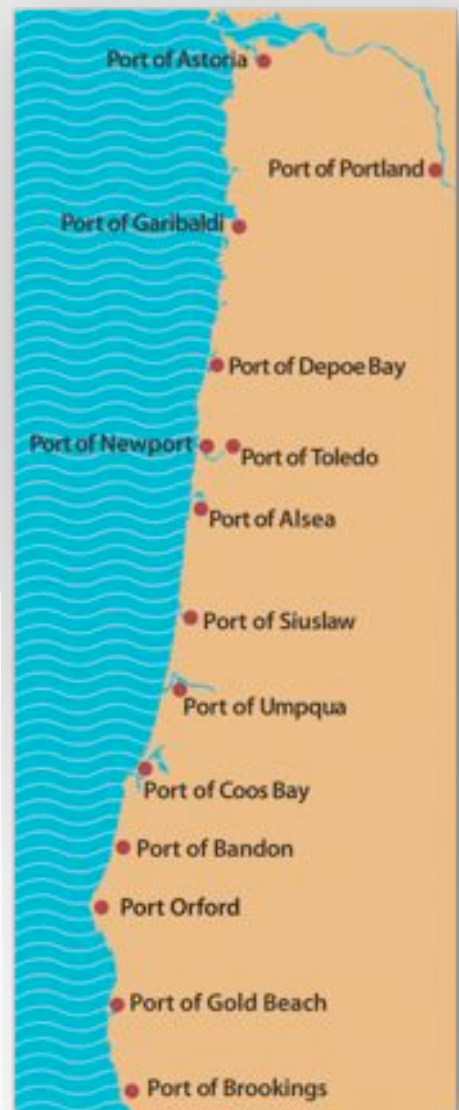 Port of Astoria
Port of Portland
Port of Garibaldi
Port of Depoe Bay
Port of Newport
Port of Toledo
Port of Alsea
Port of Siuslaw
Port of Umpqua
Port of Coos Bay
Port of Bandon
Port Orford
Port of Gold Beach
Port of Brookings